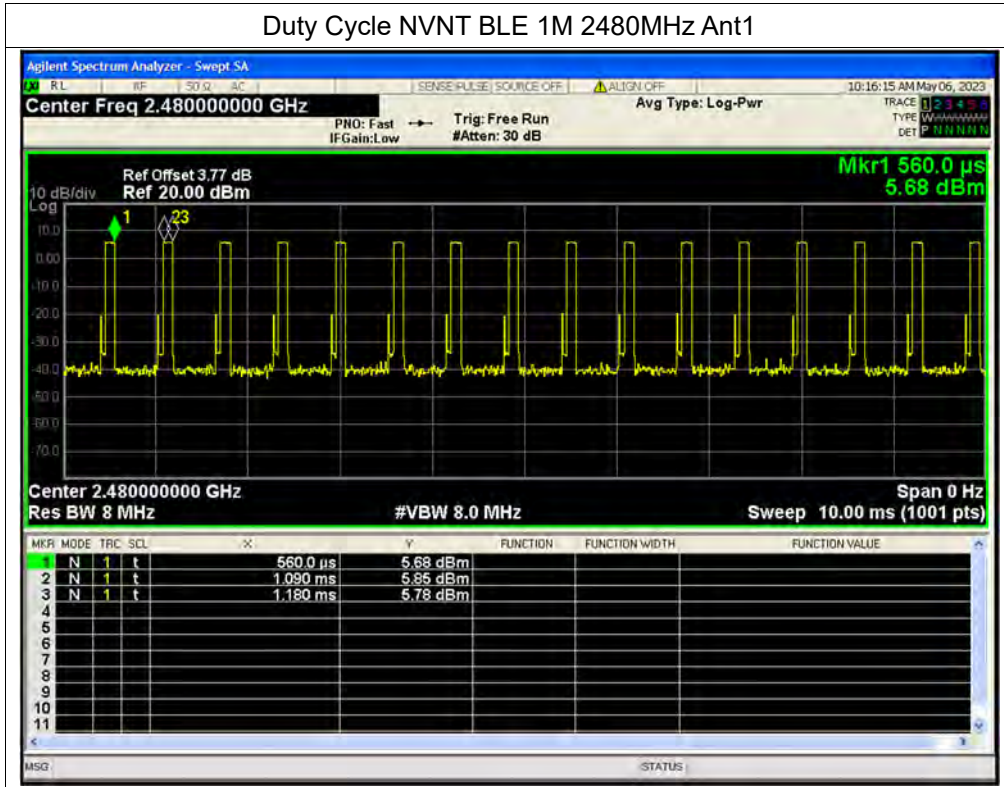 Duty Cycle NVNT BLE 1M 2480MHz Ant1
Agilent Spectrum Analyzer - Swept SA
RL RF 50 Ω AC SENSE:PULSE SOURCE OFF ALIGN OFF 10:16:15 AM May 06, 2023
Center Freq 2.480000000 GHz
Avg Type: Log-Pwr
TRACE 1 2 3 4 5 6
PNO: Fast Trig: Free Run
TYPE
IFGain:Low #Atten: 30 dB
DET P N N N N N
Mkr1 560.0 µs
Ref Offset 3.77 dB
5.68 dBm
10 dB/div Ref 20.00 dBm
Log
1 2 3
10.0
0.00
-10.0
-20.0
-30.0
-40.0
-50.0
-60.0
-70.0
Center 2.480000000 GHz Span 0 Hz
Res BW 8 MHz #VBW 8.0 MHz Sweep 10.00 ms (1001 pts)
MKR MODE TRC SCL X Y FUNCTION FUNCTION WIDTH FUNCTION VALUE
1 N 1 t 560.0 µs 5.68 dBm
2 N 1 t 1.090 ms 5.85 dBm
3 N 1 t 1.180 ms 5.78 dBm
4
5
6
7
8
9
10
11
MSG STATUS